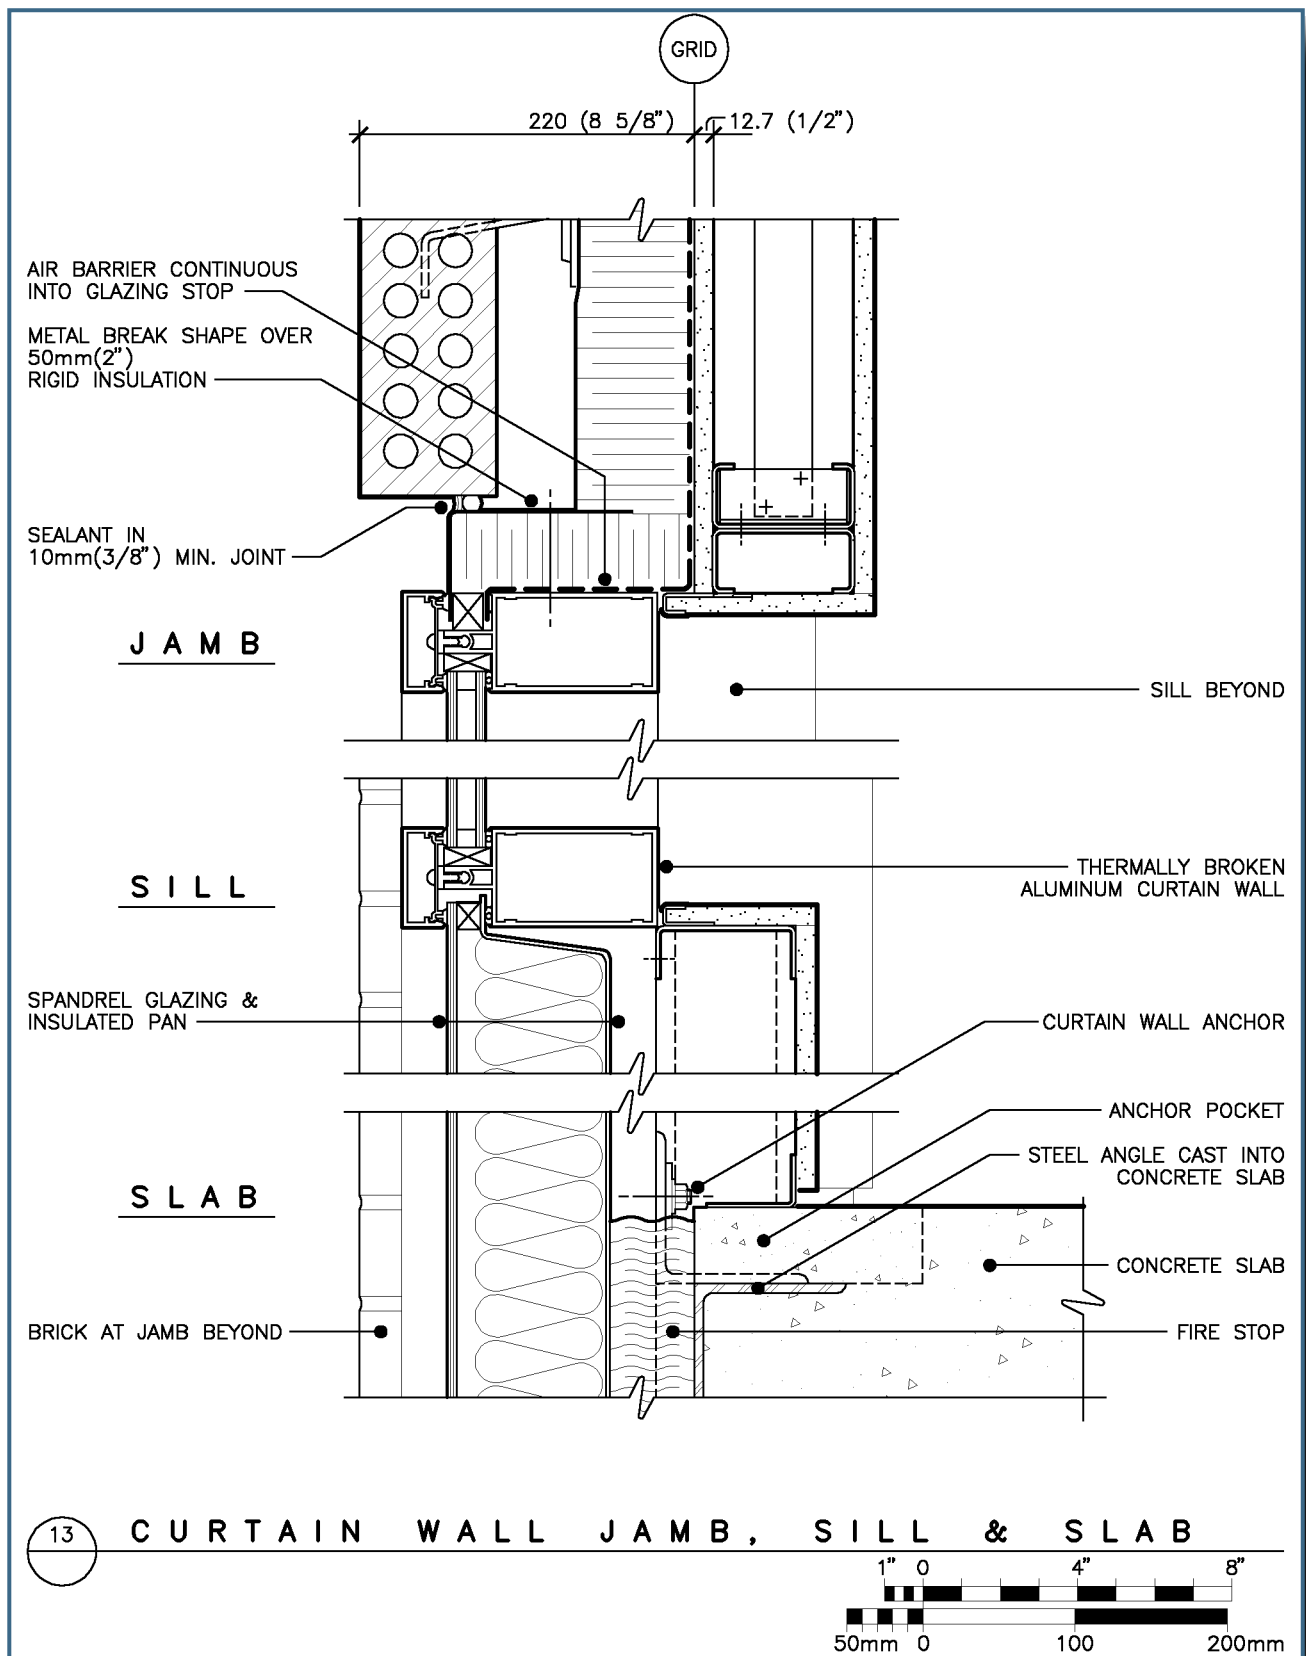 GRID
220 (8 5/8")
12.7 (1/2")
AIR BARRIER CONTINUOUS
INTO GLAZING STOP
METAL BREAK SHAPE OVER
50mm(2")
RIGID INSULATION
SEALANT IN
10mm(3/8") MIN. JOINT
JAMB
SILL BEYOND
THERMALLY BROKEN
ALUMINUM CURTAIN WALL
SILL
SPANDREL GLAZING &
INSULATED PAN
CURTAIN WALL ANCHOR
ANCHOR POCKET
STEEL ANGLE CAST INTO
CONCRETE SLAB
SLAB
CONCRETE SLAB
BRICK AT JAMB BEYOND
FIRE STOP
13
CURTAIN WALL JAMB, SILL & SLAB
1" 0 4" 8"
50mm 0 100 200mm